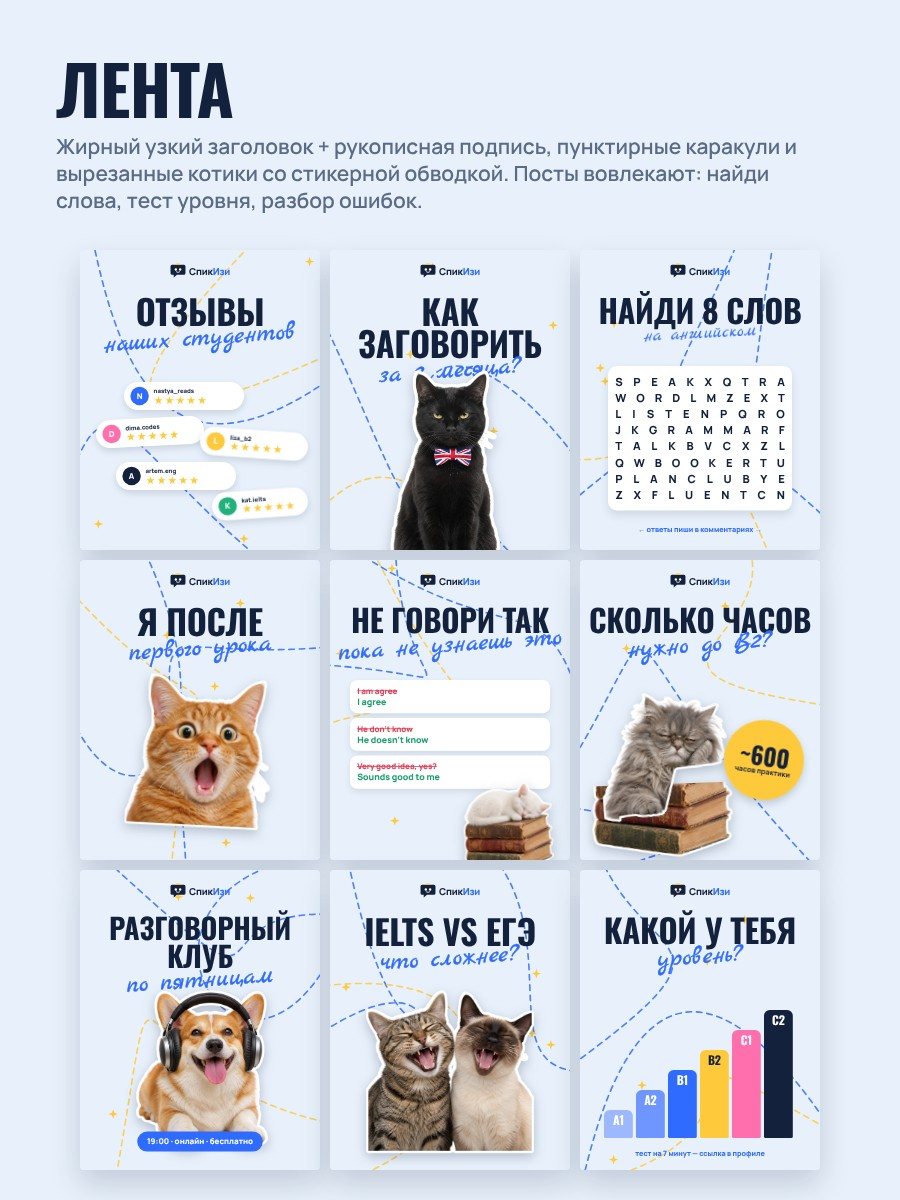 ЛЕНТА
Жирный узкий заголовок + рукописная подпись, пунктирные каракули и
вырезанные котики со стикерной обводкой. Посты вовлекают: найди
слова, тест уровня, разбор ошибок.
СпикИзи
ОТЗЫВЫ
наших студентов
N
nastya_reads
D
dima.codes
L
liza_b2
A
artem.eng
K
kat.ielts
СпикИзи
КАК
ЗАГОВОРИТЬ
за месяца?
СпикИзи
НАЙДИ 8 СЛОВ
на английском
S P E A K X Q T R A
W O R D L M Z E X T
L I S T E N P Q R O
J K G R A M M A R F
T A L K B V C X Z L
Q W B O O K E R T U
P L A N C L U B Y E
Z X F L U E N T C N
← ответы пиши в комментариях →
СпикИзи
Я ПОСЛЕ
первого урока
СпикИзи
НЕ ГОВОРИ ТАК
пока не узнаешь это
I am agree
I agree
He don't know
He doesn't know
Very good idea, yes?
Sounds good to me
СпикИзи
СКОЛЬКО ЧАСОВ
нужно до B2?
~600
часов практики
СпикИзи
РАЗГОВОРНЫЙ
КЛУБ
по пятницам
19:00 · онлайн · бесплатно
СпикИзи
IELTS VS ЕГЭ
что сложнее?
СпикИзи
КАКОЙ У ТЕБЯ
уровень?
A1
A2
B1
B2
C1
C2
тест на 7 минут — ссылка в профиле